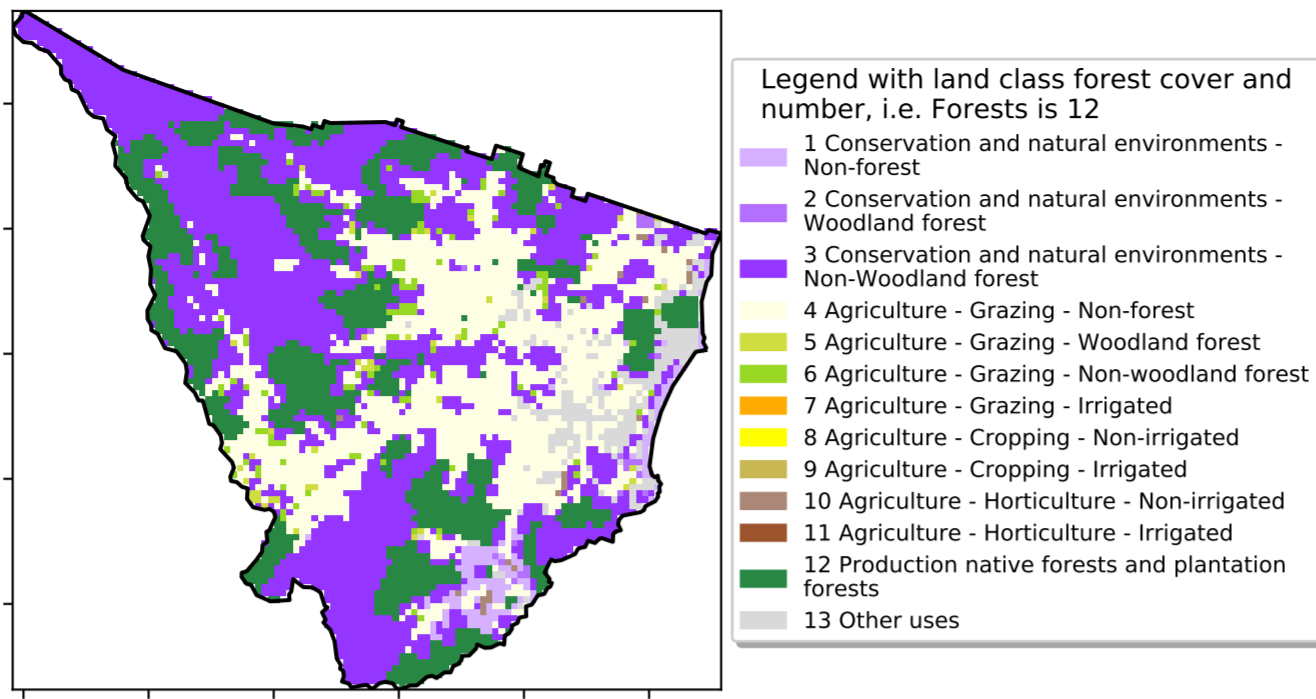 Legend with land class forest cover and
number, i.e. Forests is 12
1 Conservation and natural environments -
Non-forest
2 Conservation and natural environments -
Woodland forest
3 Conservation and natural environments -
Non-Woodland forest
4 Agriculture - Grazing - Non-forest
5 Agriculture - Grazing - Woodland forest
6 Agriculture - Grazing - Non-woodland forest
7 Agriculture - Grazing - Irrigated
8 Agriculture - Cropping - Non-irrigated
9 Agriculture - Cropping - Irrigated
10 Agriculture - Horticulture - Non-irrigated
11 Agriculture - Horticulture - Irrigated
12 Production native forests and plantation
forests
13 Other uses